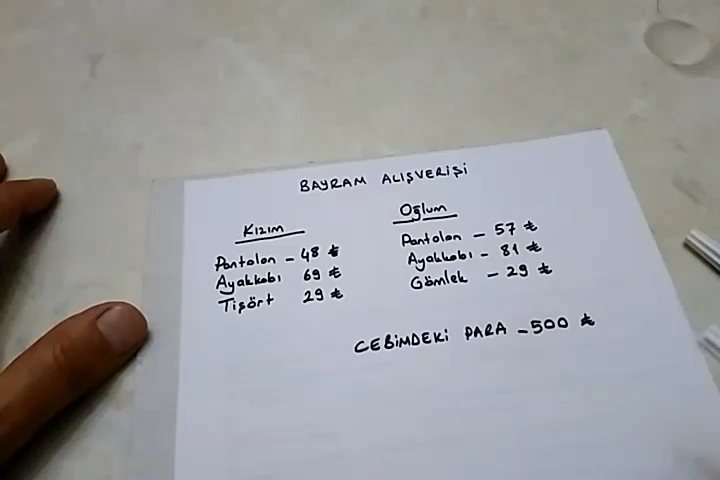 BAYRAM ALIŞVERİŞİ
Kızım
Pantolon - 48 ₺
Ayakkabı 69 ₺
Tişört 29 ₺
Oğlum
Pantolon - 57 ₺
Ayakkabı - 81 ₺
Gömlek - 29 ₺
CEBİMDEKİ PARA - 500 ₺